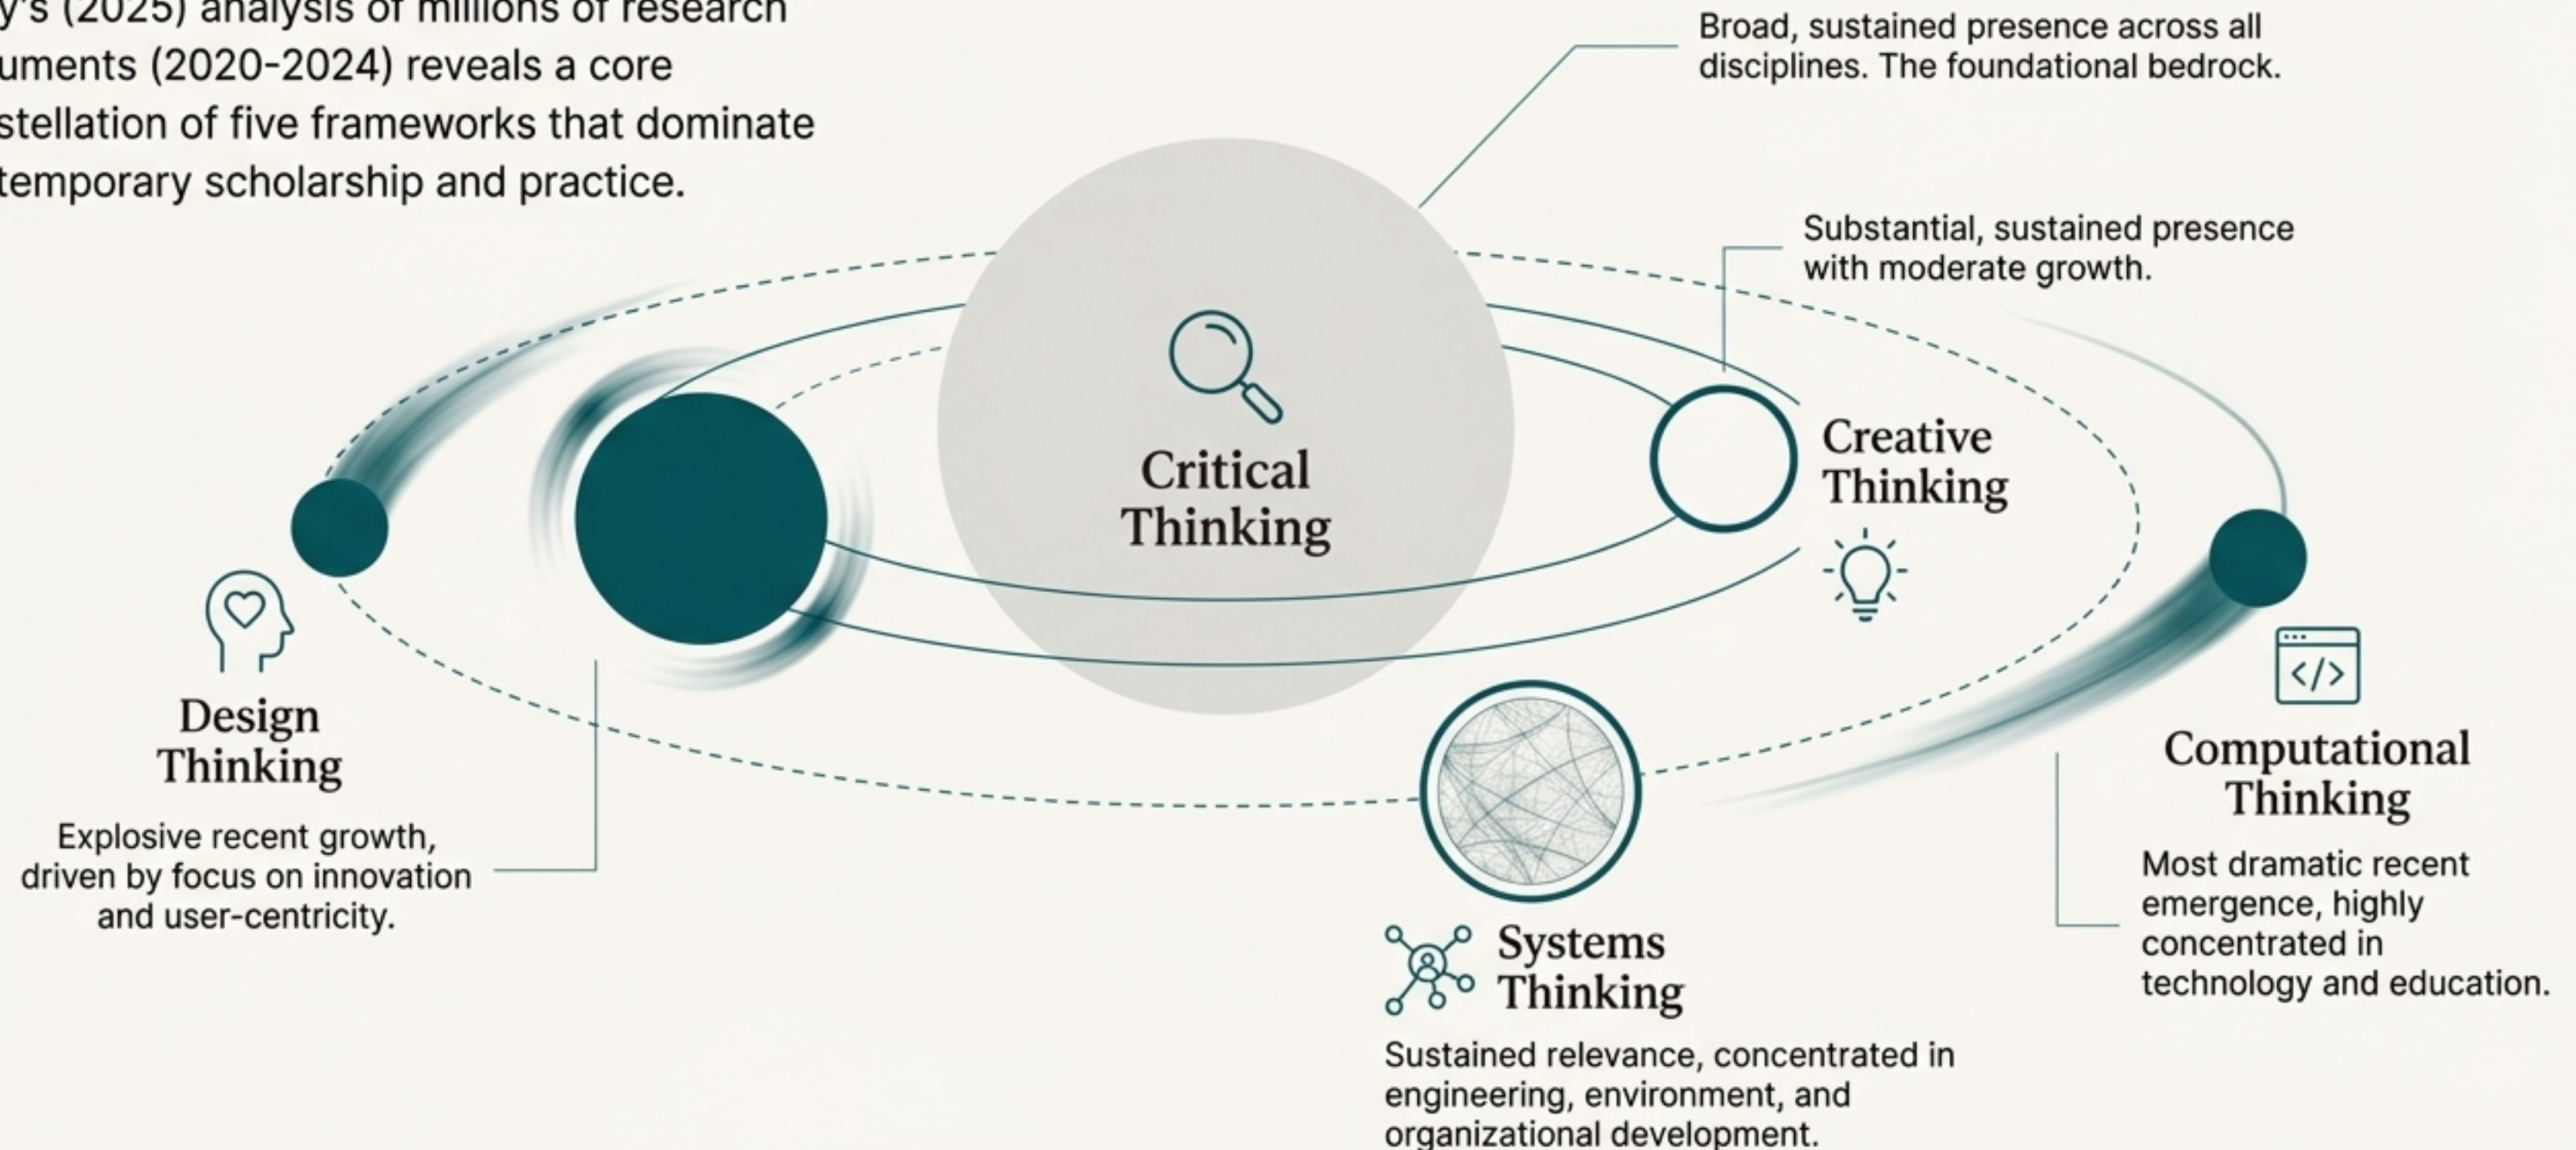 y's (2025) analysis of millions of research
uments (2020-2024) reveals a core
stellation of five frameworks that dominate
temporary scholarship and practice.
Broad, sustained presence across all
disciplines. The foundational bedrock.
Substantial, sustained presence
with moderate growth.
Critical
Thinking
Creative
Thinking
Design
Thinking
Explosive recent growth,
driven by focus on innovation
and user-centricity.
</>
Computational
Thinking
Most dramatic recent
emergence, highly
concentrated in
technology and education.
Systems
Thinking
Sustained relevance, concentrated in
engineering, environment, and
organizational development.